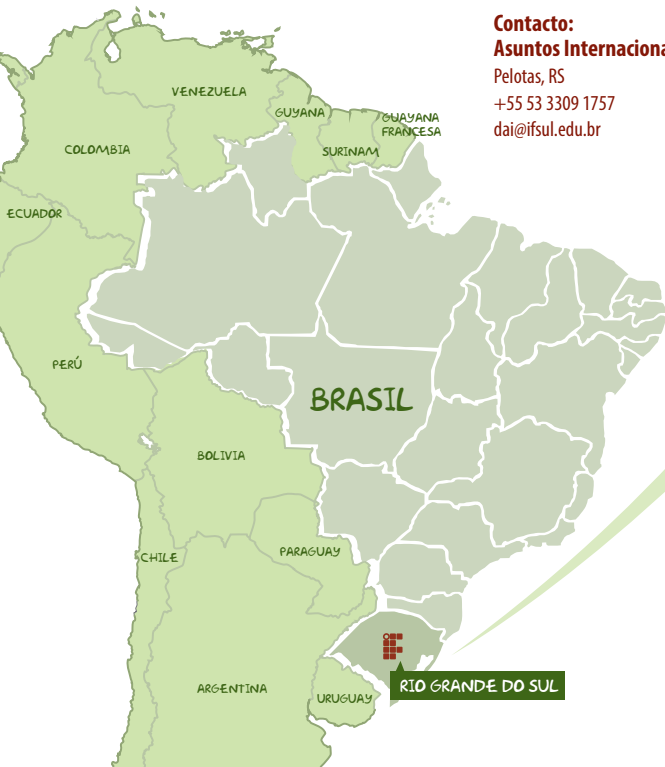 Contacto:
Asuntos Internaciona
Pelotas, RS
+55 53 3309 1757
dai@ifsul.edu.br
VENEZUELA
GUYANA
GUAYANA
FRANCESA
SURINAM
COLOMBIA
ECUADOR
PERÚ
BRASIL
BOLIVIA
CHILE
PARAGUAY
ARGENTINA
URUGUAY
RIO GRANDE DO SUL